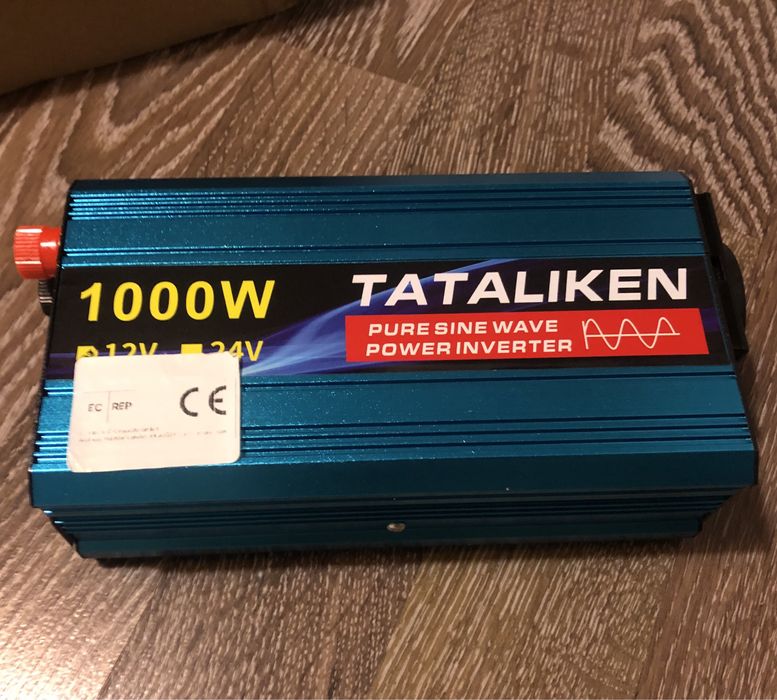 1000W
TATALIKEN
PURE SINE WAVE
POWER INVERTER
12V 24V
EC REP
CE